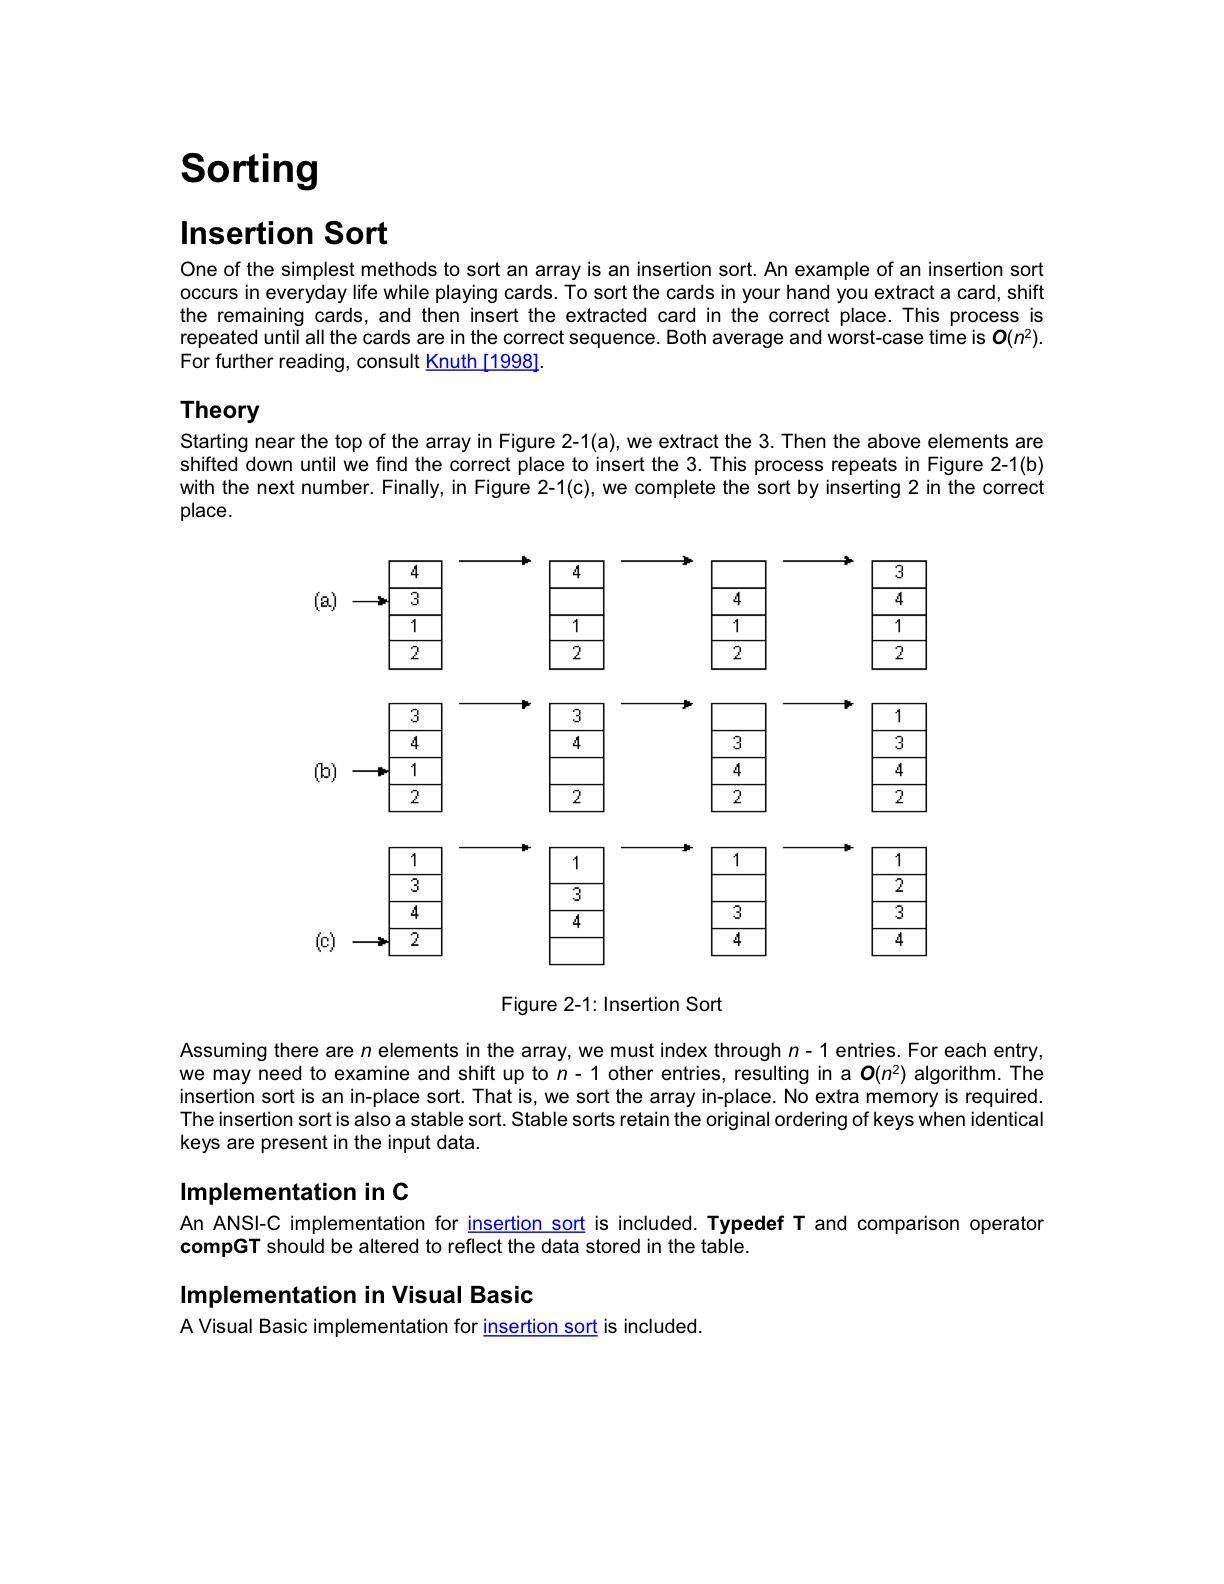 Sorting
Insertion Sort
One of the simplest methods to sort an array is an insertion sort. An example of an insertion sort
occurs in everyday life while playing cards. To sort the cards in your hand you extract a card, shift
the remaining cards, and then insert the extracted card in the correct place. This process is
repeated until all the cards are in the correct sequence. Both average and worst-case time is O(n²).
For further reading, consult Knuth [1998].
Theory
Starting near the top of the array in Figure 2-1(a), we extract the 3. Then the above elements are
shifted down until we find the correct place to insert the 3. This process repeats in Figure 2-1(b)
with the next number. Finally, in Figure 2-1(c), we complete the sort by inserting 2 in the correct
place.
4 4 3
(a) 3 4 4
1 1 1 1
2 2 2 2
3 3 1
4 4 3 3
(b) 1 4 4
2 2 2 2
1 1 1 1
3 3 2
4 4 3 3
(c) 2 4 4
Figure 2-1: Insertion Sort
Assuming there are n elements in the array, we must index through n - 1 entries. For each entry,
we may need to examine and shift up to n - 1 other entries, resulting in a O(n²) algorithm. The
insertion sort is an in-place sort. That is, we sort the array in-place. No extra memory is required.
The insertion sort is also a stable sort. Stable sorts retain the original ordering of keys when identical
keys are present in the input data.
Implementation in C
An ANSI-C implementation for insertion sort is included. Typedef T and comparison operator
compGT should be altered to reflect the data stored in the table.
Implementation in Visual Basic
A Visual Basic implementation for insertion sort is included.